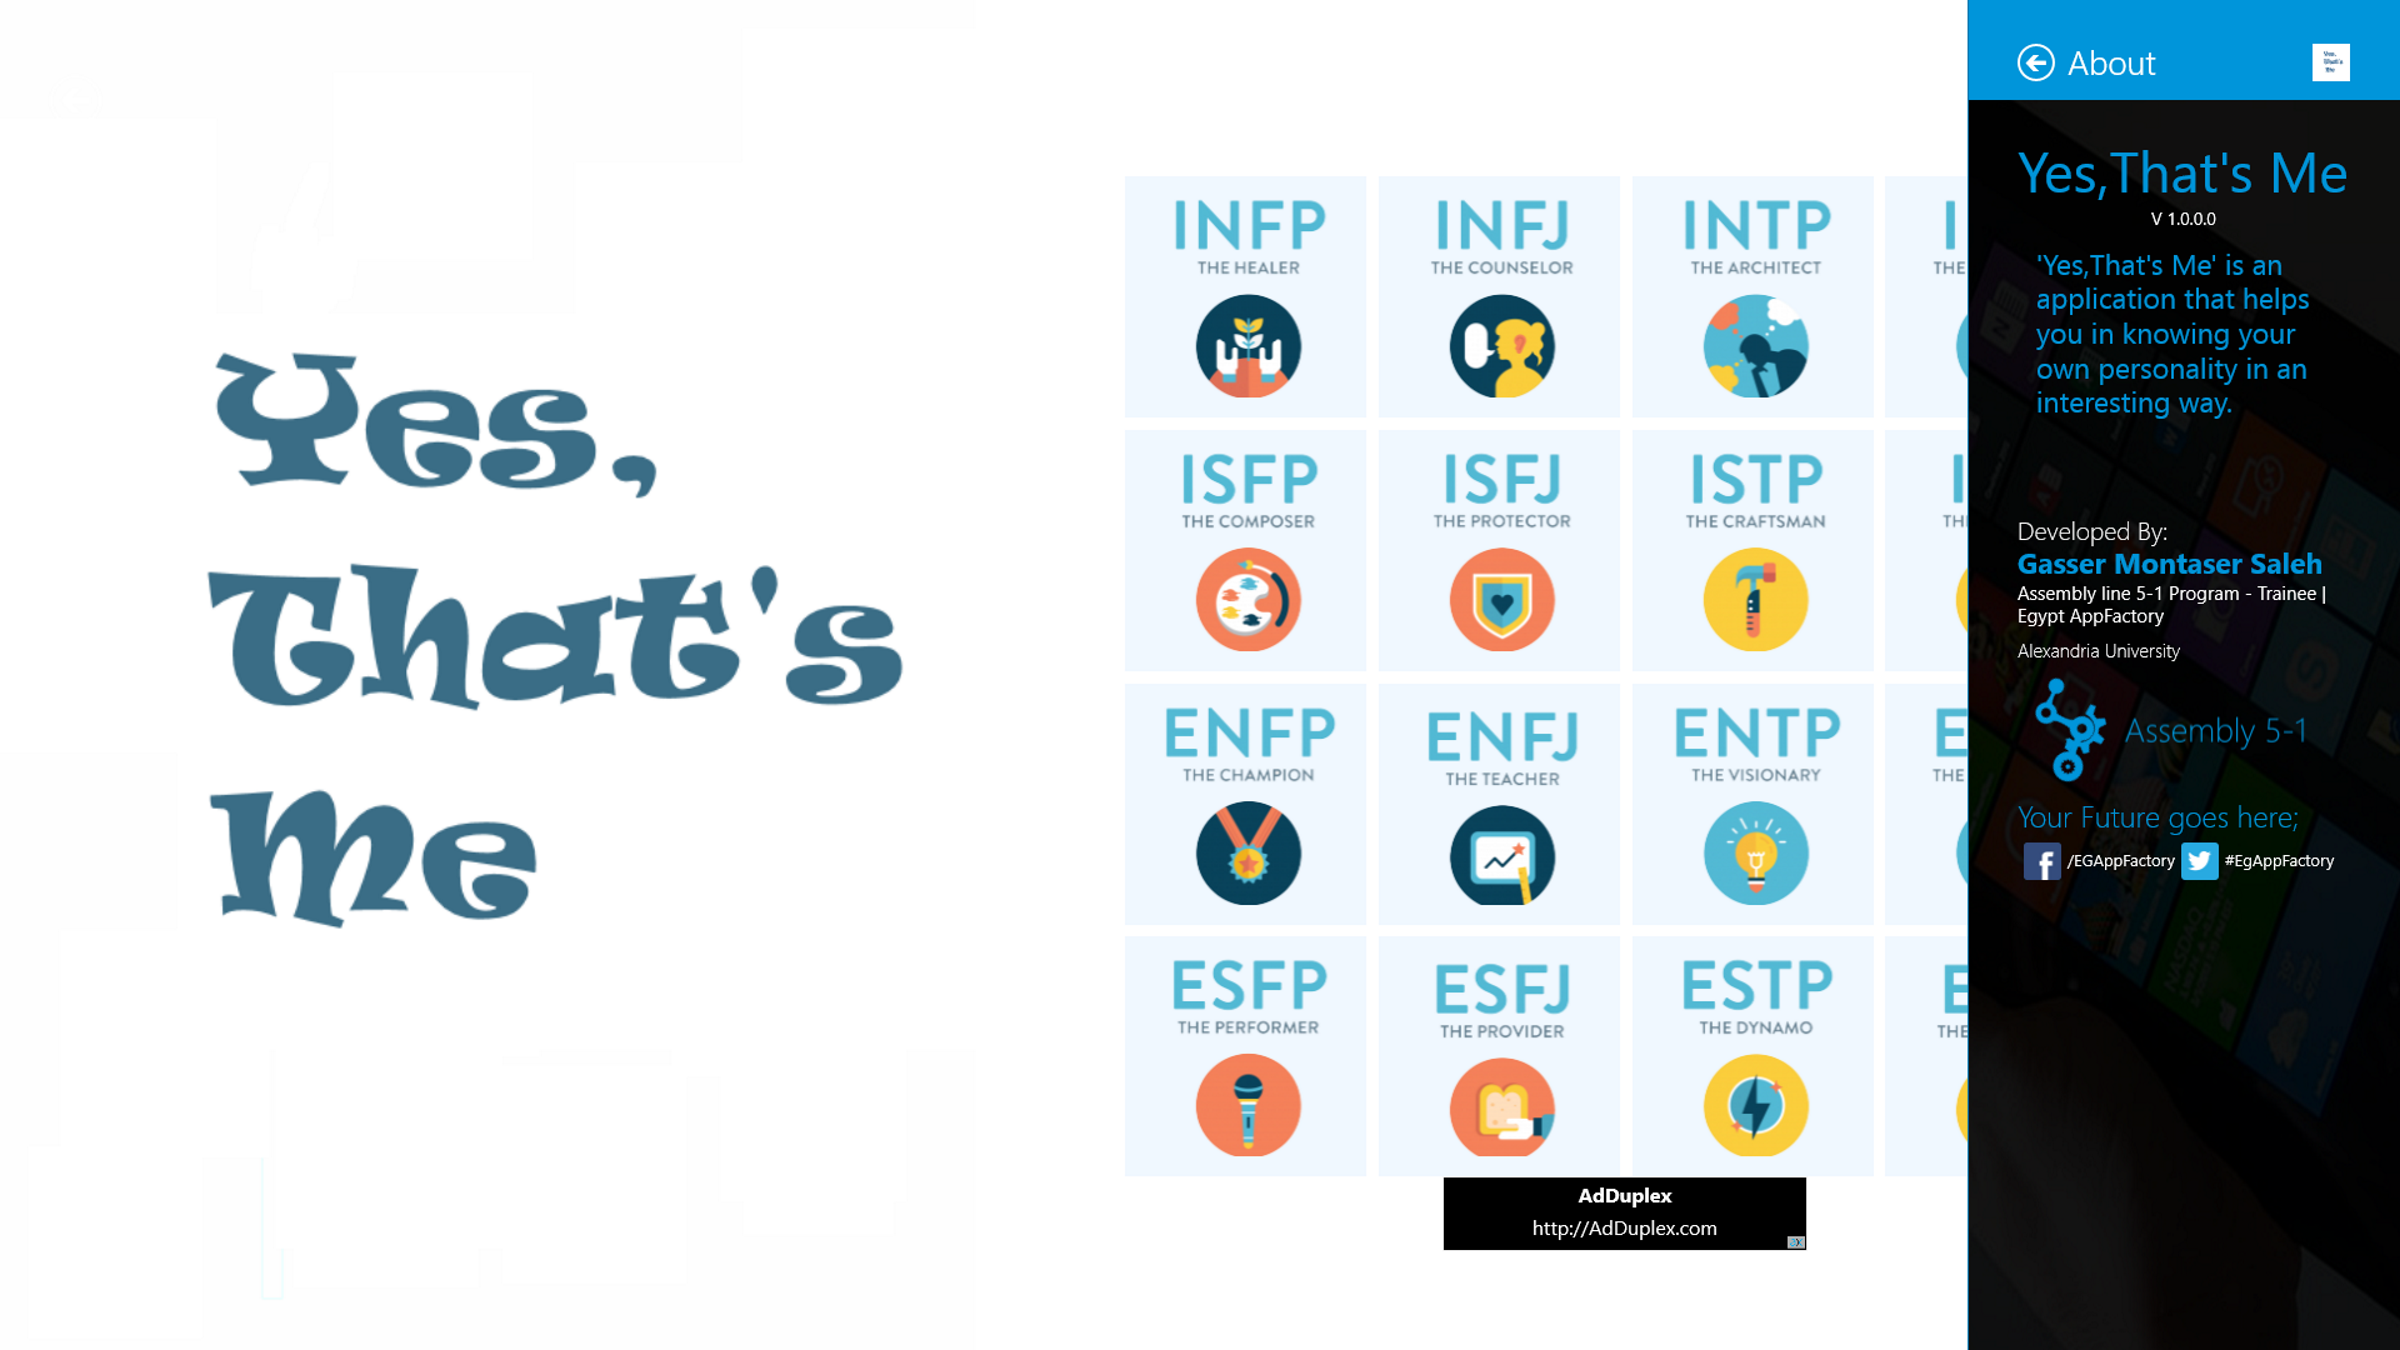 Yes,
That's
Me
INFP
THE HEALER
INFJ
THE COUNSELOR
INTP
THE ARCHITECT
THE
ISFP
THE COMPOSER
ISFJ
THE PROTECTOR
ISTP
THE CRAFTSMAN
ENFP
THE CHAMPION
ENFJ
THE TEACHER
ENTP
THE VISIONARY
E
THE
ESFP
THE PERFORMER
ESFJ
THE PROVIDER
ESTP
THE DYNAMO
E
THE
AdDuplex
http://AdDuplex.com
About
Yes,That's Me
V 1.0.0.0
'Yes,That's Me' is an
application that helps
you in knowing your
own personality in an
interesting way.
Developed By:
Gasser Montaser Saleh
Assembly line 5-1 Program - Trainee |
Egypt AppFactory
Alexandria University
Assembly 5-1
Your Future goes here;
/EGAppFactory #EgAppFactory